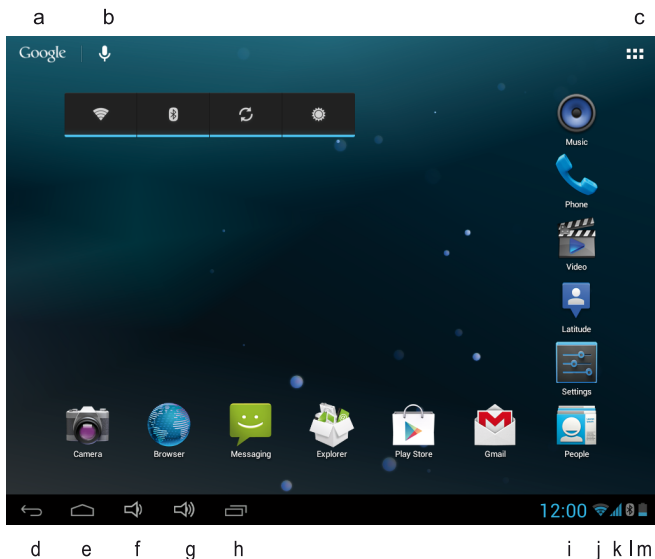 a b c
Google
Music
Phone
Video
Latitude
Settings
Camera Browser Messaging Explorer Play Store Gmail People
12:00
d e f g h i j k l m